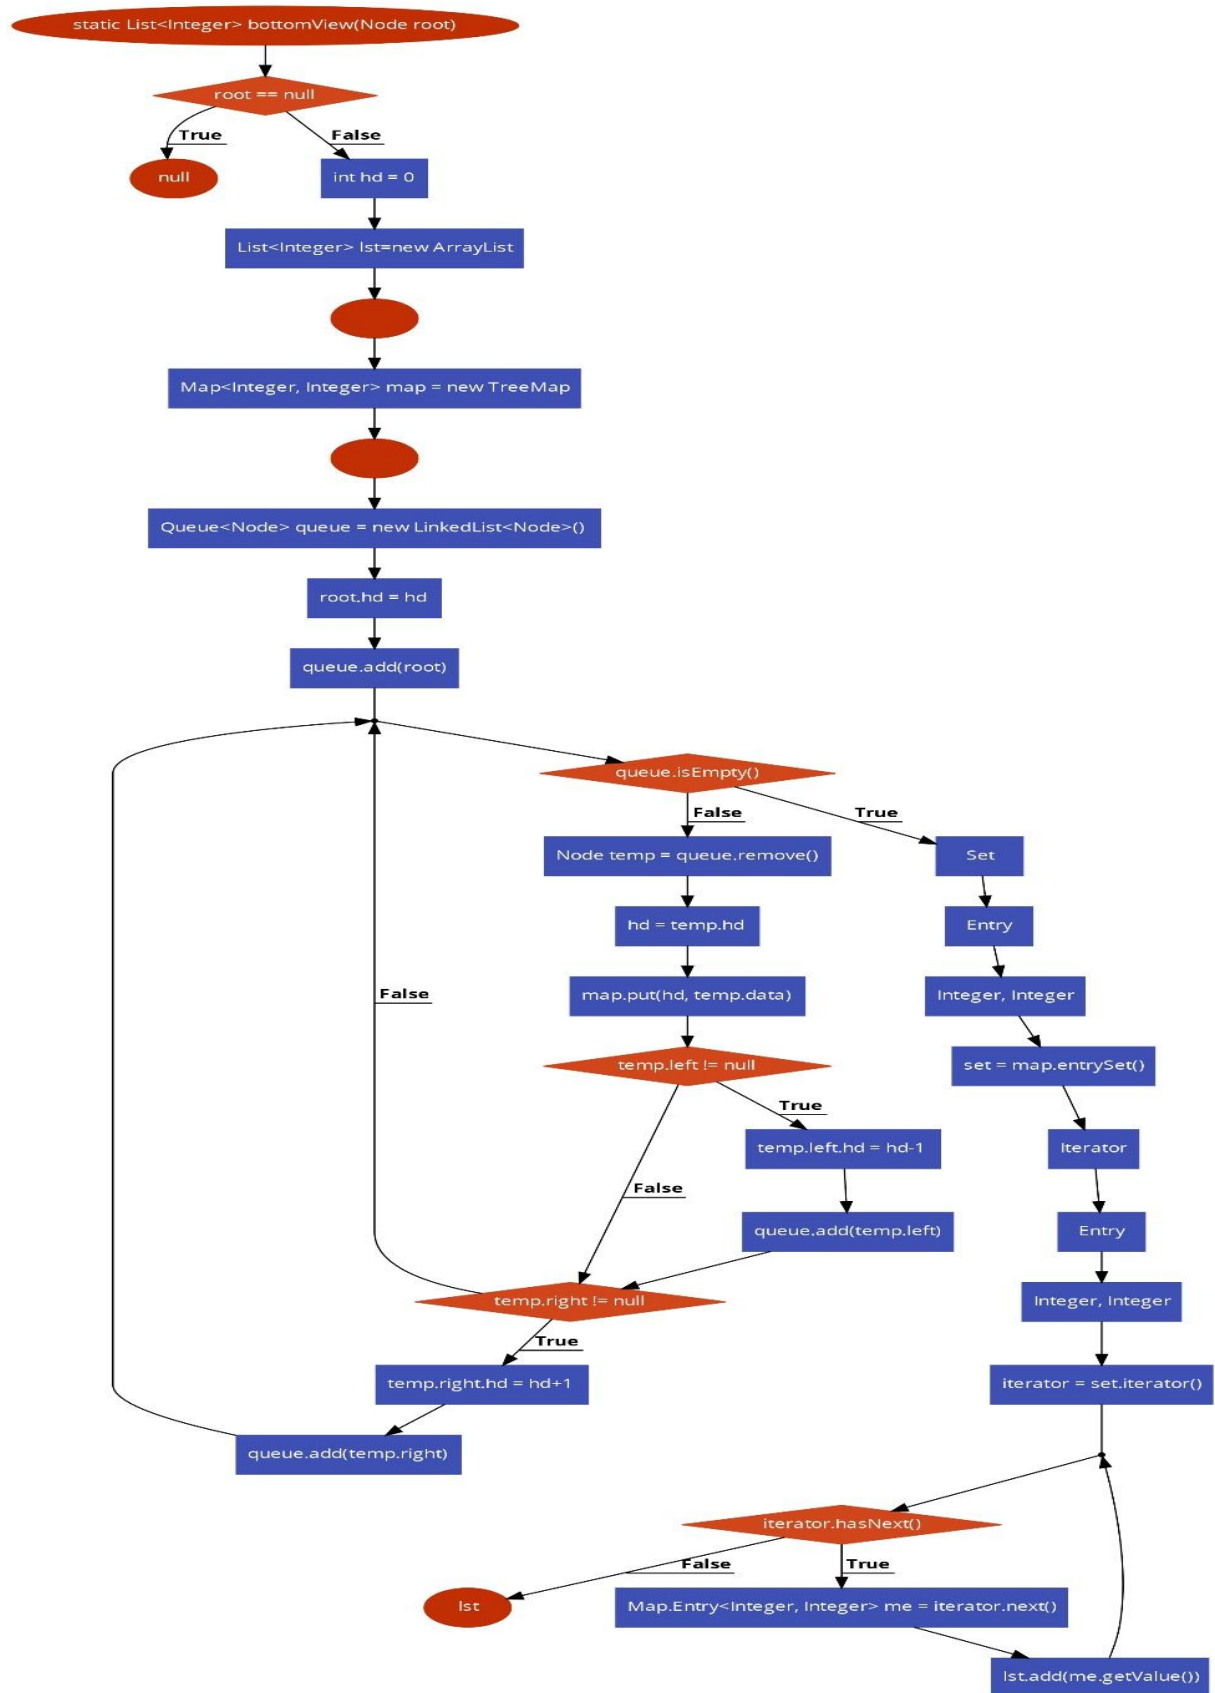 static List<Integer> bottomView(Node root)
root == null
True
False
null
int hd = 0
List<Integer> lst=new ArrayList
Map<Integer, Integer> map = new TreeMap
Queue<Node> queue = new LinkedList<Node>()
root.hd = hd
queue.add(root)
queue.isEmpty()
False
True
Node temp = queue.remove()
Set
hd = temp.hd
Entry
map.put(hd, temp.data)
Integer, Integer
False
temp.left != null
set = map.entrySet()
True
temp.left.hd = hd-1
Iterator
False
queue.add(temp.left)
Entry
temp.right != null
Integer, Integer
True
temp.right.hd = hd+1
iterator = set.iterator()
queue.add(temp.right)
iterator.hasNext()
False
True
lst
Map.Entry<Integer, Integer> me = iterator.next()
lst.add(me.getValue())